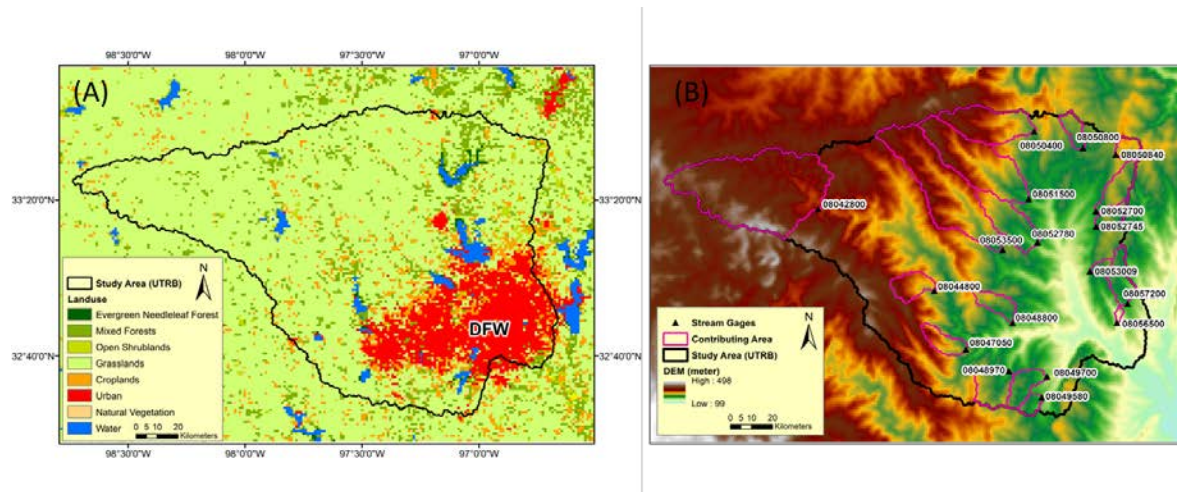 98°30'0"W 98°0'0"W 97°30'0"W 97°0'0"W
(A)
33°20'0"N
32°40'0"N
DFW
N
Study Area (UTRB)
Landuse
Evergreen Needleleaf Forest
Mixed Forests
Open Shrublands
Grasslands
Croplands
Urban
Natural Vegetation
Water
0 5 10 20
Kilometers
98°30'0"W 98°0'0"W 97°30'0"W 97°0'0"W
(B)
08050800
08050400
08050840
08042800
08051500
08052700
08052745
08052780
08053500
08053009
08044800
08057200
08048800
08056500
08047050
08048970
08049700
08049580
N
Stream Gages
Contributing Area
Study Area (UTRB)
DEM (meter)
High : 498
Low : 99
0 5 10 20
Kilometers
33°20'0"N
32°40'0"N